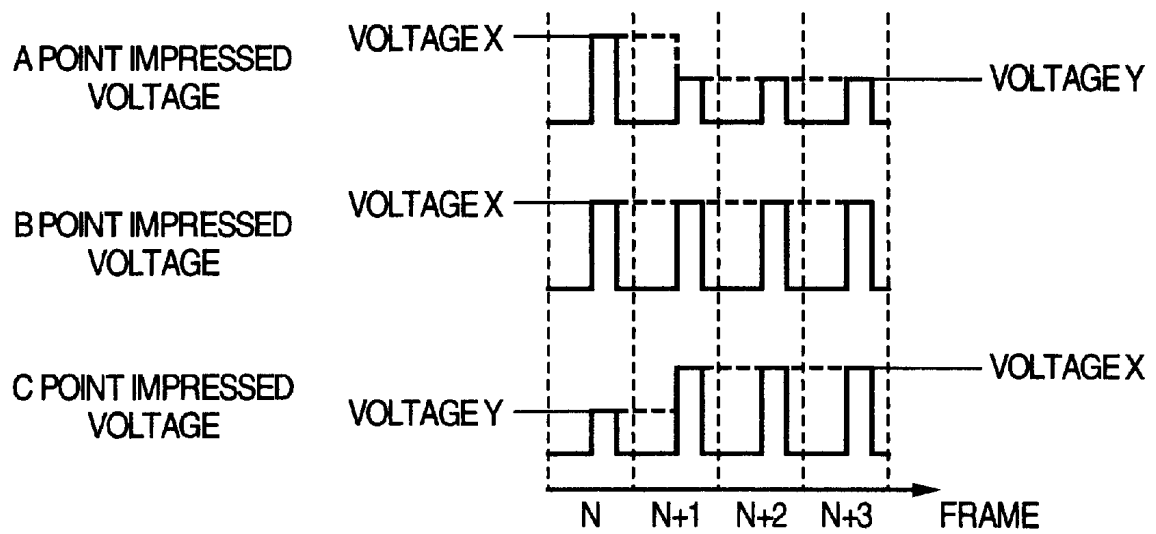 A POINT IMPRESSED
VOLTAGE
VOLTAGE X
VOLTAGE Y
B POINT IMPRESSED
VOLTAGE
VOLTAGE X
C POINT IMPRESSED
VOLTAGE
VOLTAGE Y
VOLTAGE X
N N+1 N+2 N+3 FRAME